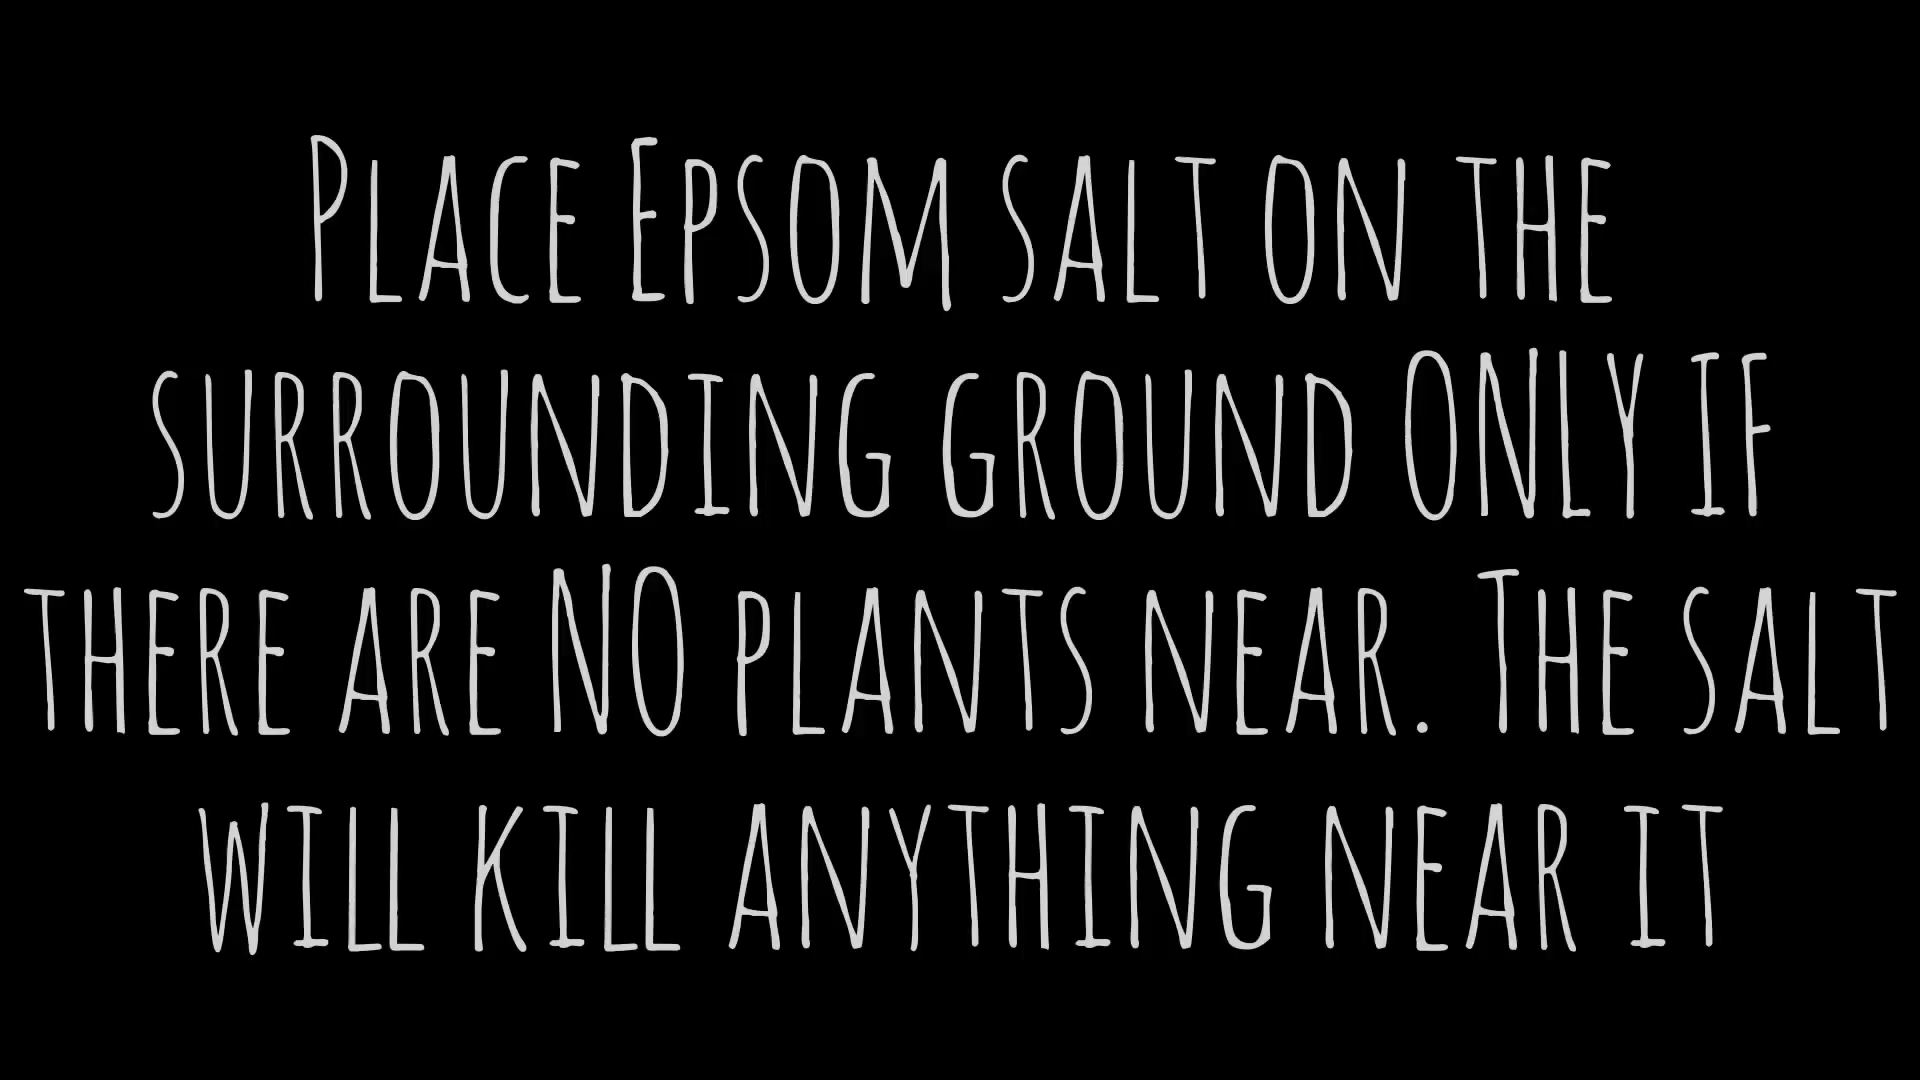 Place Epsom salt on the
surrounding ground ONLY if
there are NO plants near. The salt
will kill anything near it